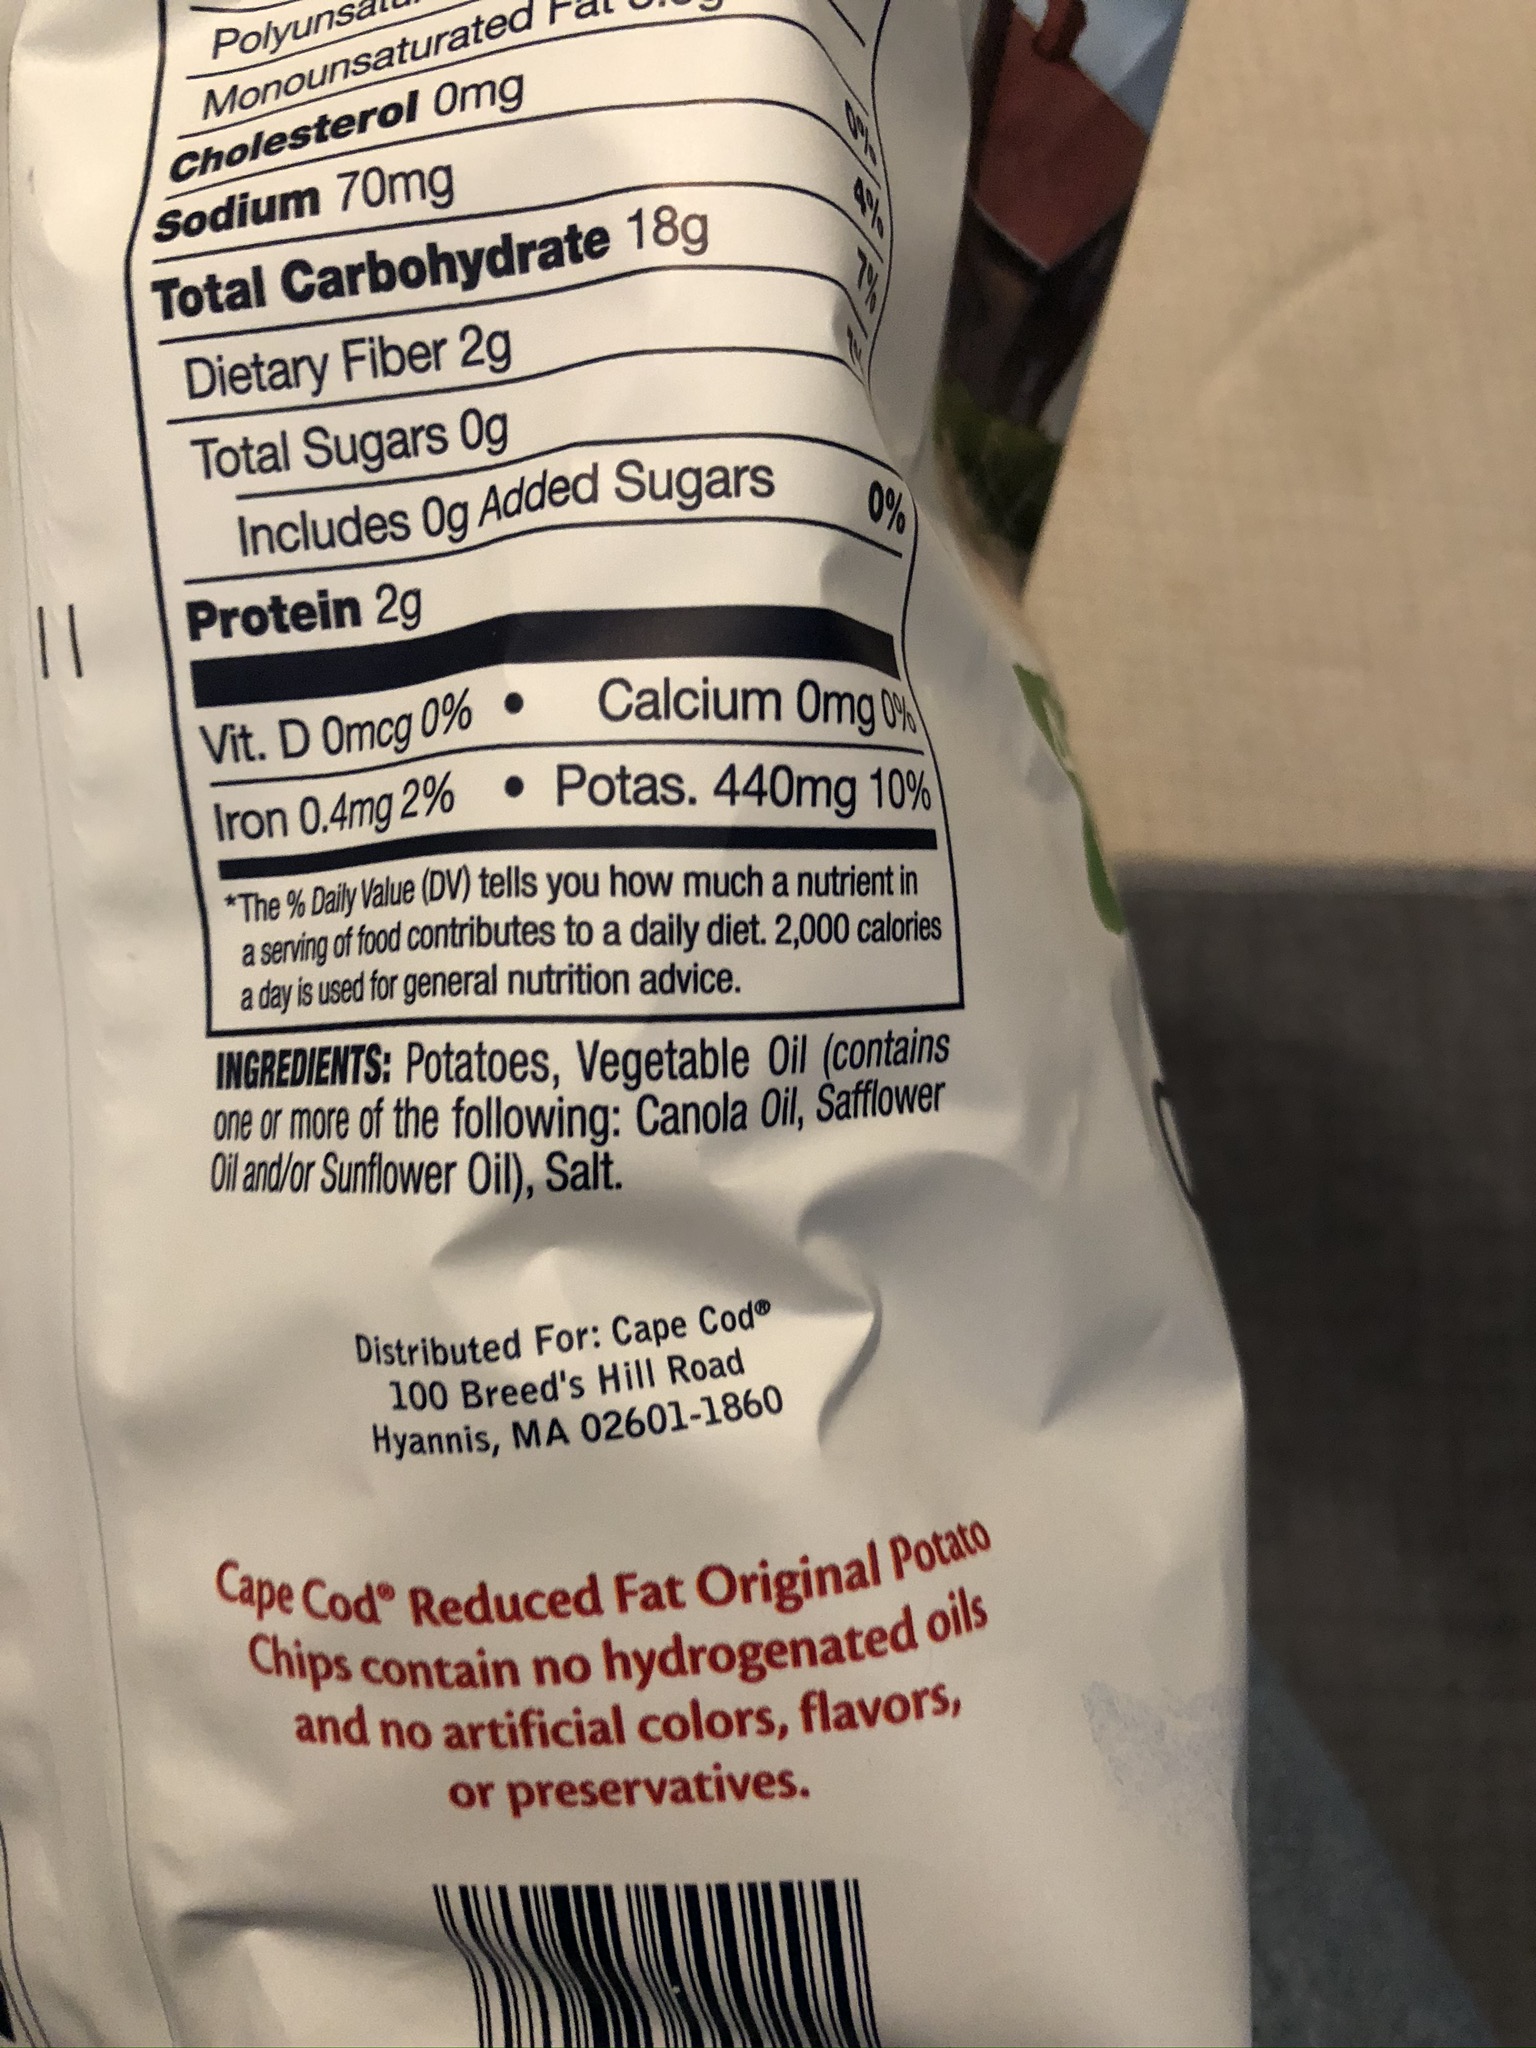 Monounsaturated Fat
Cholesterol 0mg 0%
Sodium 70mg 4%
Total Carbohydrate 18g 7%
Dietary Fiber 2g
Total Sugars 0g
Includes 0g Added Sugars 0%
Protein 2g
Vit. D 0mcg 0% • Calcium 0mg 0%
Iron 0.4mg 2% • Potas. 440mg 10%
*The % Daily Value (DV) tells you how much a nutrient in
a serving of food contributes to a daily diet. 2,000 calories
a day is used for general nutrition advice.
INGREDIENTS: Potatoes, Vegetable Oil (contains
one or more of the following: Canola Oil, Safflower
Oil and/or Sunflower Oil), Salt.
Distributed For: Cape Cod®
100 Breed's Hill Road
Hyannis, MA 02601-1860
Cape Cod® Reduced Fat Original Potato
Chips contain no hydrogenated oils
and no artificial colors, flavors,
or preservatives.